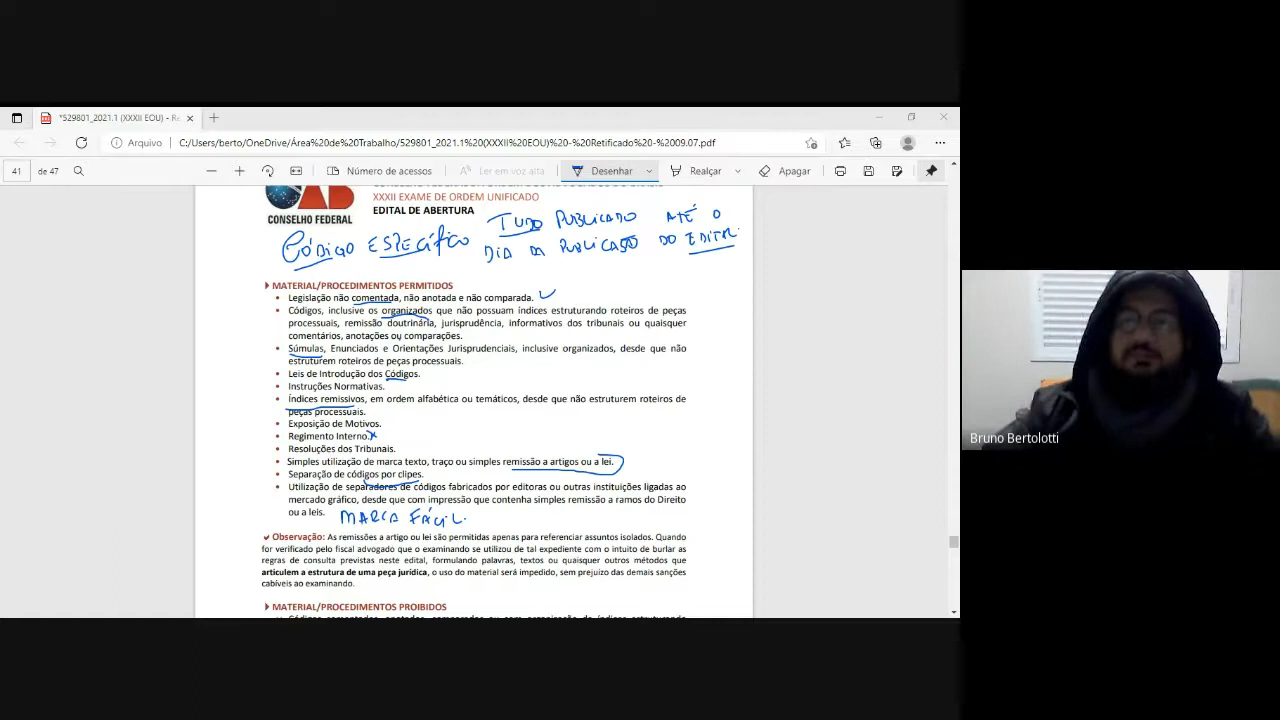 *529801_2021.1 (XXXII EOU) - Re
Arquivo
C:/Users/berto/OneDrive/Área%20de%20Trabalho/529801_2021.1%20(XXXII%20EOU)%20-%20Retificado%20-%2009.07.pdf
41 de 47
Número de acessos
Ler em voz alta
Desenhar
Realçar
Apagar
OAB
CONSELHO FEDERAL
XXXII EXAME DE ORDEM UNIFICADO
EDITAL DE ABERTURA
CÓDIGO ESPECÍFICO
TUDO PUBLICADO ATÉ O
DIA DA PUBLICAÇÃO DO EDITAL
MATERIAL/PROCEDIMENTOS PERMITIDOS
• Legislação não comentada, não anotada e não comparada.
• Códigos, inclusive os organizados que não possuam índices estruturando roteiros de peças
processuais, remissão doutrinária, jurisprudência, informativos dos tribunais ou quaisquer
comentários, anotações ou comparações.
• Súmulas, Enunciados e Orientações Jurisprudenciais, inclusive organizados, desde que não
estruturem roteiros de peças processuais.
• Leis de Introdução dos Códigos.
• Instruções Normativas.
• Índices remissivos, em ordem alfabética ou temáticos, desde que não estruturem roteiros de
peças processuais.
• Exposição de Motivos.
• Regimento Interno.
• Resoluções dos Tribunais.
• Simples utilização de marca texto, traço ou simples remissão a artigos ou a lei.
• Separação de códigos por clipes.
• Utilização de separadores de códigos fabricados por editoras ou outras instituições ligadas ao
mercado gráfico, desde que com impressão que contenha simples remissão a ramos do Direito
ou a leis.
MARCA FÁCIL
Observação: As remissões a artigo ou lei são permitidas apenas para referenciar assuntos isolados. Quando
for verificado pelo fiscal advogado que o examinando se utilizou de tal expediente com o intuito de burlar as
regras de consulta previstas neste edital, formulando palavras, textos ou quaisquer outros métodos que
articulem a estrutura de uma peça jurídica, o uso do material será impedido, sem prejuízo das demais sanções
cabíveis ao examinando.
MATERIAL/PROCEDIMENTOS PROIBIDOS
Bruno Bertolotti